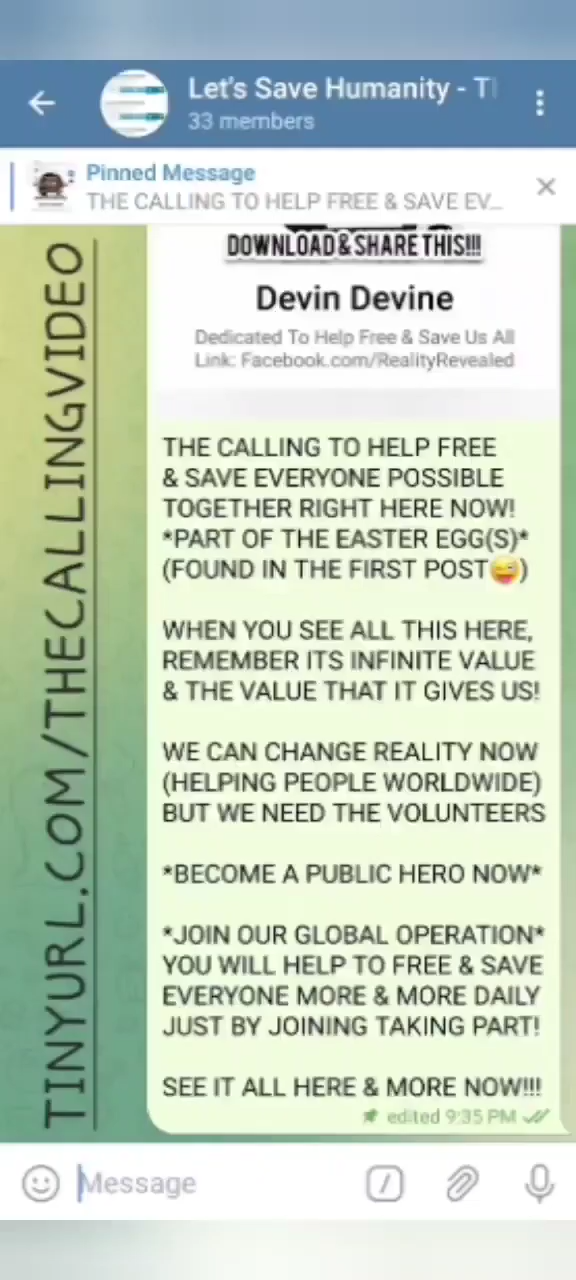 Let's Save Humanity - T
33 members
Pinned Message
THE CALLING TO HELP FREE & SAVE EV...
TINYURL.COM/THECALLINGVIDEO
DOWNLOAD & SHARE THIS!!!
Devin Devine
Dedicated To Help Free & Save Us All
Link: Facebook.com/RealityRevealed
THE CALLING TO HELP FREE
& SAVE EVERYONE POSSIBLE
TOGETHER RIGHT HERE NOW!
*PART OF THE EASTER EGG(S)*
(FOUND IN THE FIRST POST😜)
WHEN YOU SEE ALL THIS HERE,
REMEMBER ITS INFINITE VALUE
& THE VALUE THAT IT GIVES US!
WE CAN CHANGE REALITY NOW
(HELPING PEOPLE WORLDWIDE)
BUT WE NEED THE VOLUNTEERS
*BECOME A PUBLIC HERO NOW*
*JOIN OUR GLOBAL OPERATION*
YOU WILL HELP TO FREE & SAVE
EVERYONE MORE & MORE DAILY
JUST BY JOINING TAKING PART!
SEE IT ALL HERE & MORE NOW!!!
edited 9:35 PM
Message